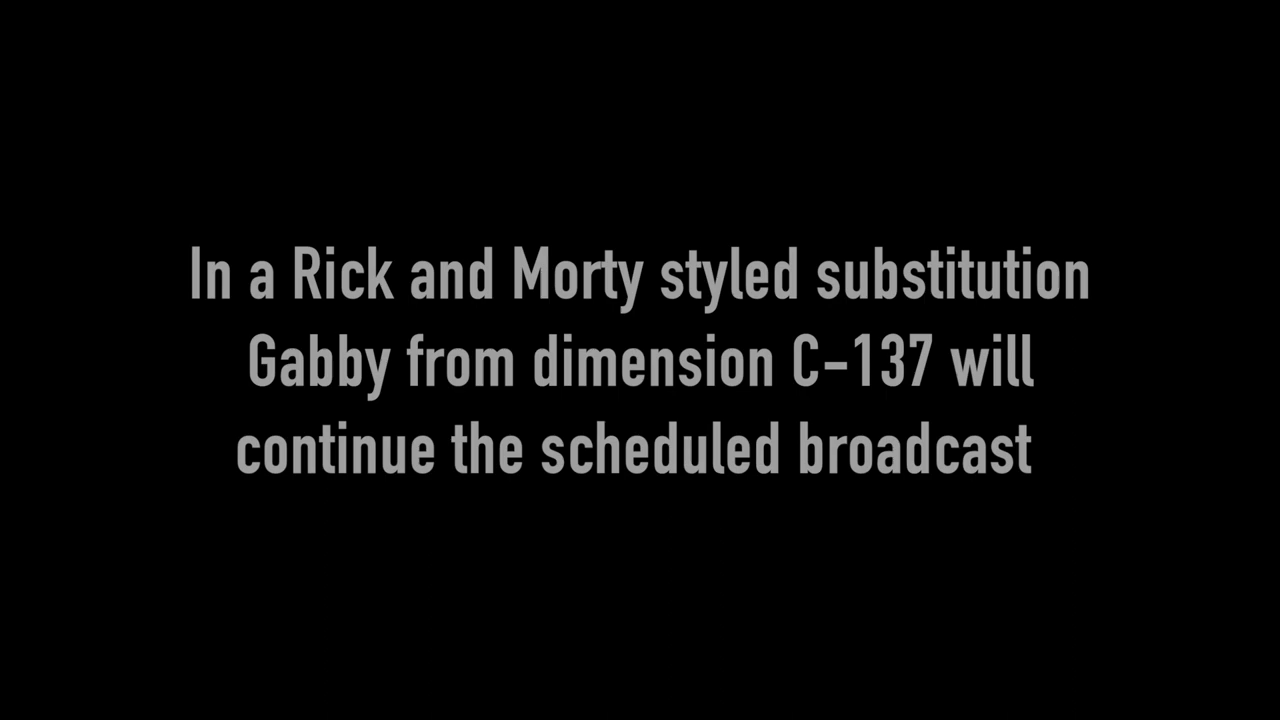 In a Rick and Morty styled substitution
Gabby from dimension C-137 will
continue the scheduled broadcast